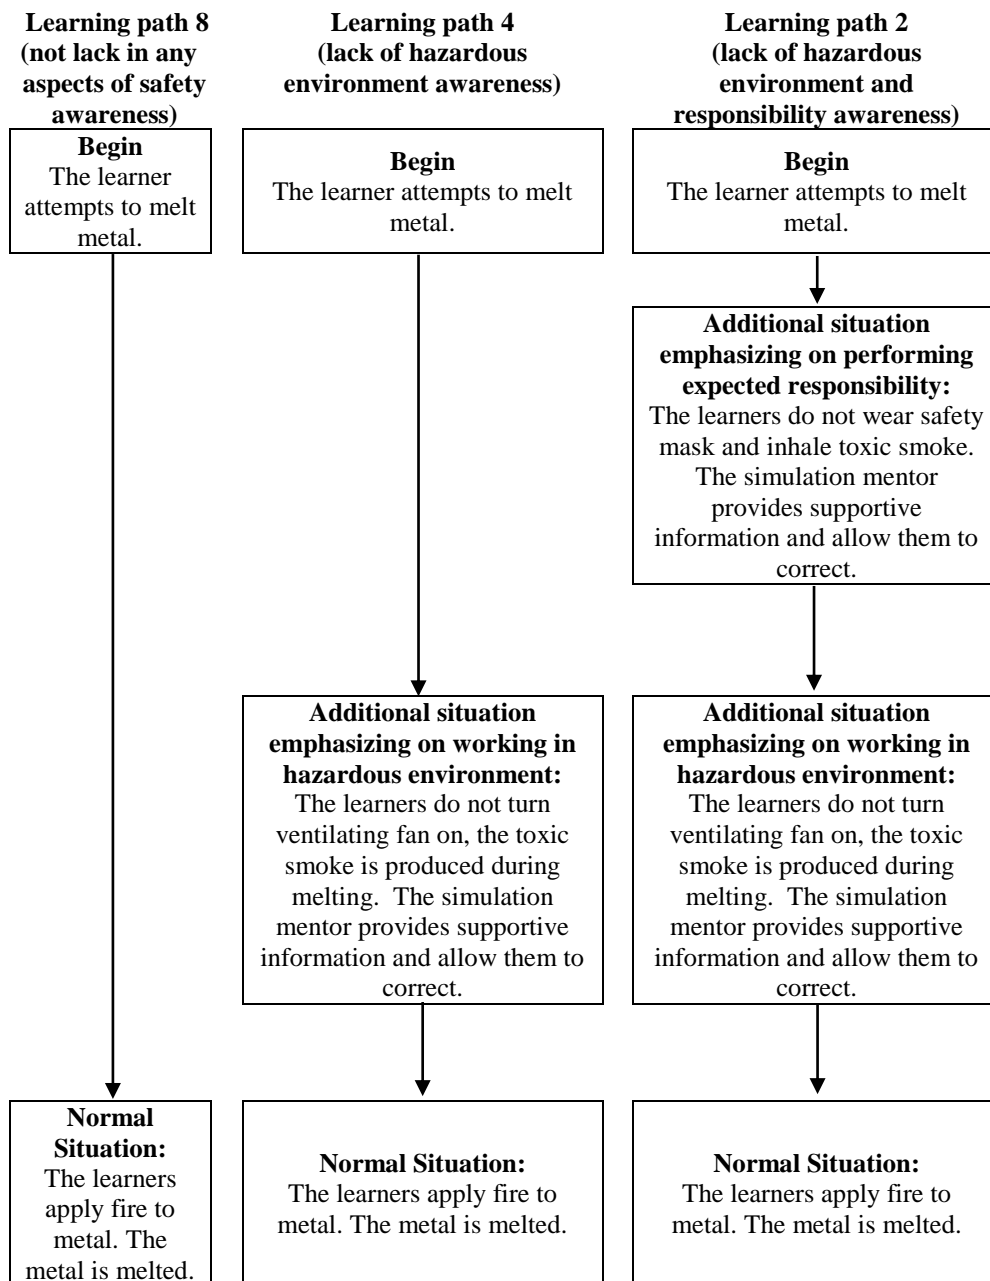 Learning path 8
(not lack in any
aspects of safety
awareness)
Begin
The learner
attempts to melt
metal.
Normal
Situation:
The learners
apply fire to
metal. The
metal is melted.
Learning path 4
(lack of hazardous
environment awareness)
Begin
The learner attempts to melt
metal.
Additional situation
emphasizing on working in
hazardous environment:
The learners do not turn
ventilating fan on, the toxic
smoke is produced during
melting.  The simulation
mentor provides supportive
information and allow them to
correct.
Normal Situation:
The learners apply fire to
metal. The metal is melted.
Learning path 2
(lack of hazardous
environment and
responsibility awareness)
Begin
The learner attempts to melt
metal.
Additional situation
emphasizing on performing
expected responsibility:
The learners do not wear safety
mask and inhale toxic smoke.
The simulation mentor
provides supportive
information and allow them to
correct.
Additional situation
emphasizing on working in
hazardous environment:
The learners do not turn
ventilating fan on, the toxic
smoke is produced during
melting.  The simulation
mentor provides supportive
information and allow them to
correct.
Normal Situation:
The learners apply fire to
metal. The metal is melted.